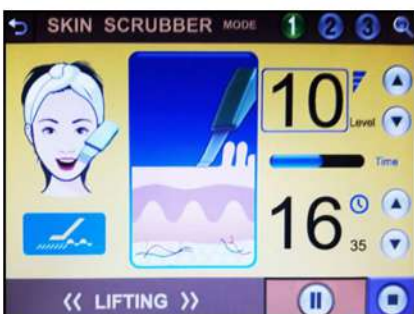 SKIN SCRUBBER MODE 1 2 3
10
Level
Time
16
35
<< LIFTING >>